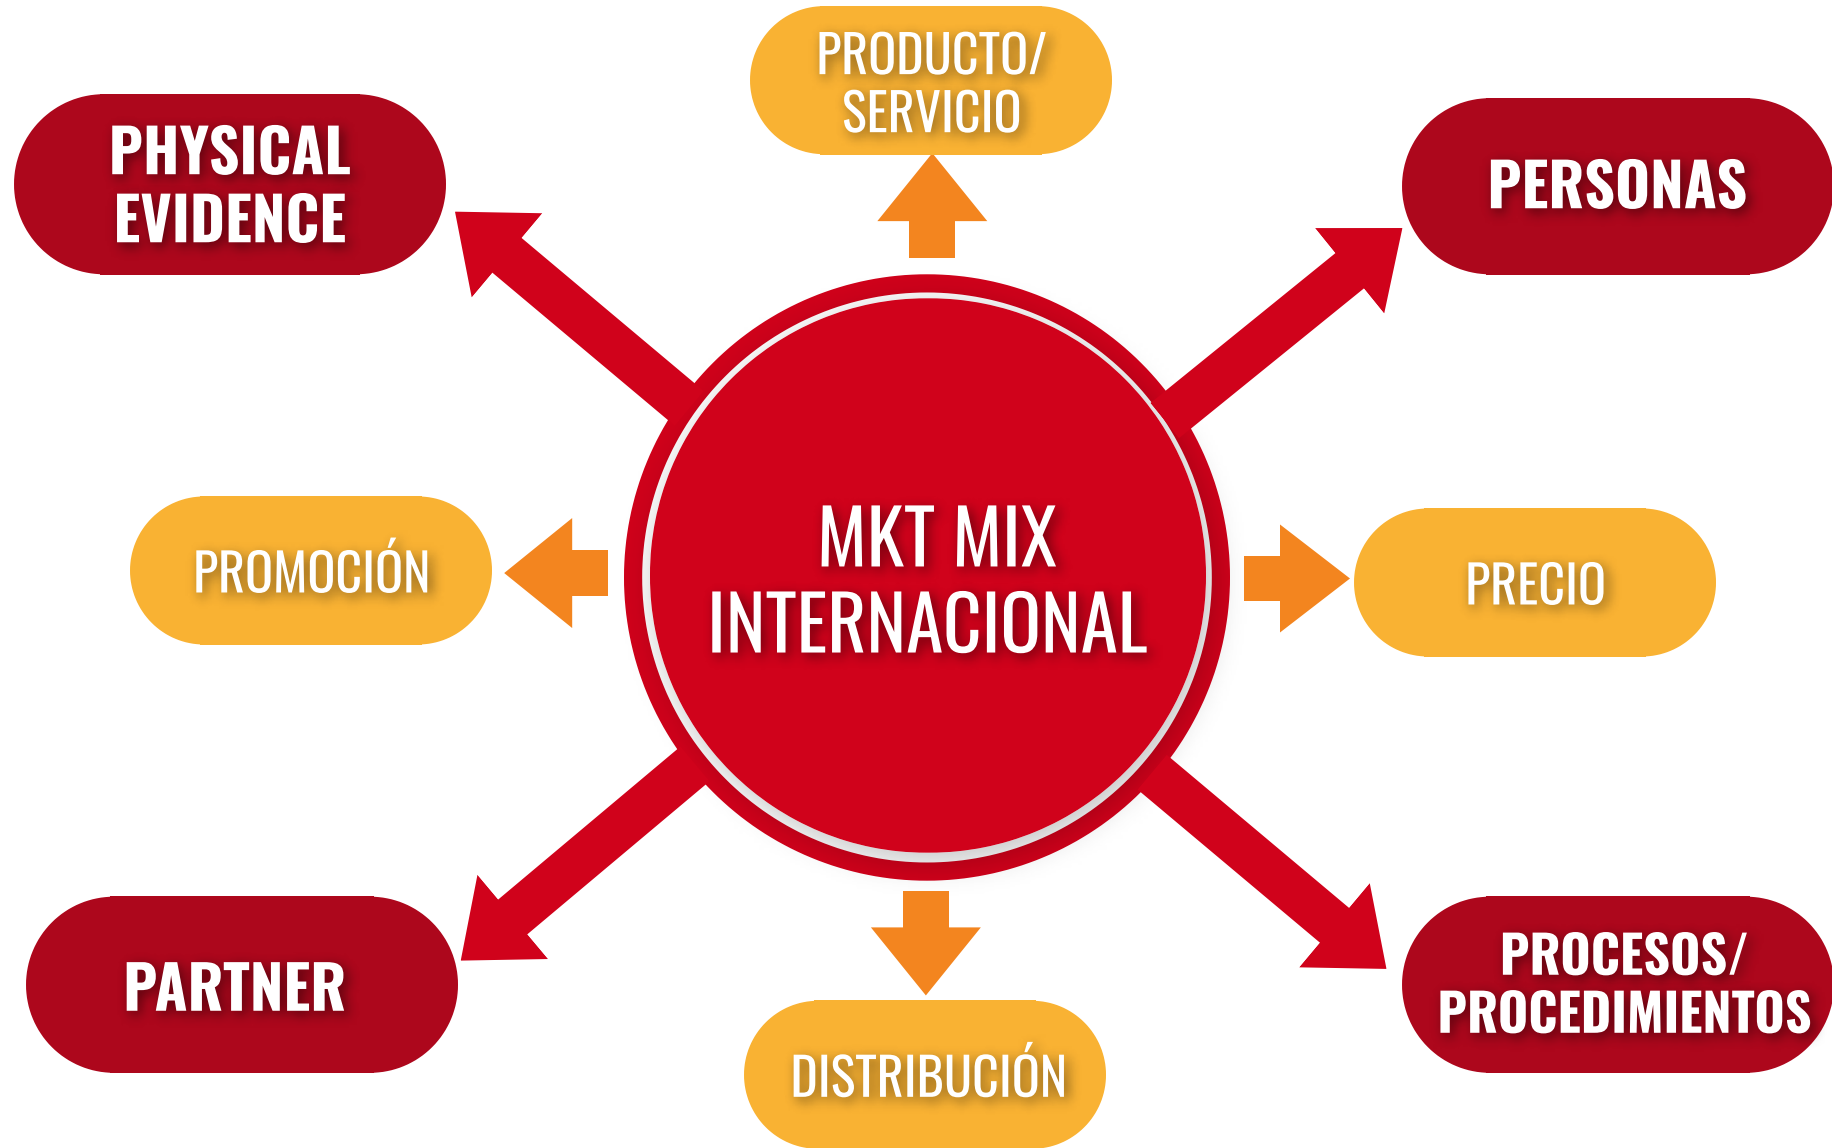 PRODUCTO/
SERVICIO
PHYSICAL
EVIDENCE
PERSONAS
MKT MIX
INTERNACIONAL
PROMOCIÓN
PRECIO
PARTNER
PROCESOS/
PROCEDIMIENTOS
DISTRIBUCIÓN